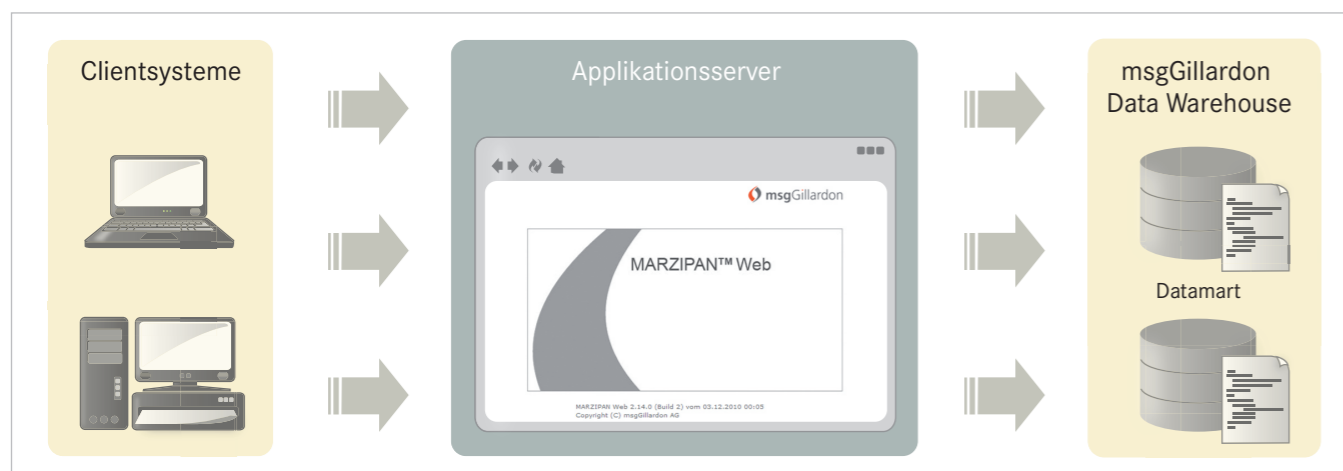 Clientsysteme
Applikationsserver
msgGillardon
MARZIPAN™ Web
MARZIPAN Web 2.14.0 (Build 2) vom 03.12.2010 00:05
Copyright (C) msgGillardon AG
msgGillardon
Data Warehouse
Datamart